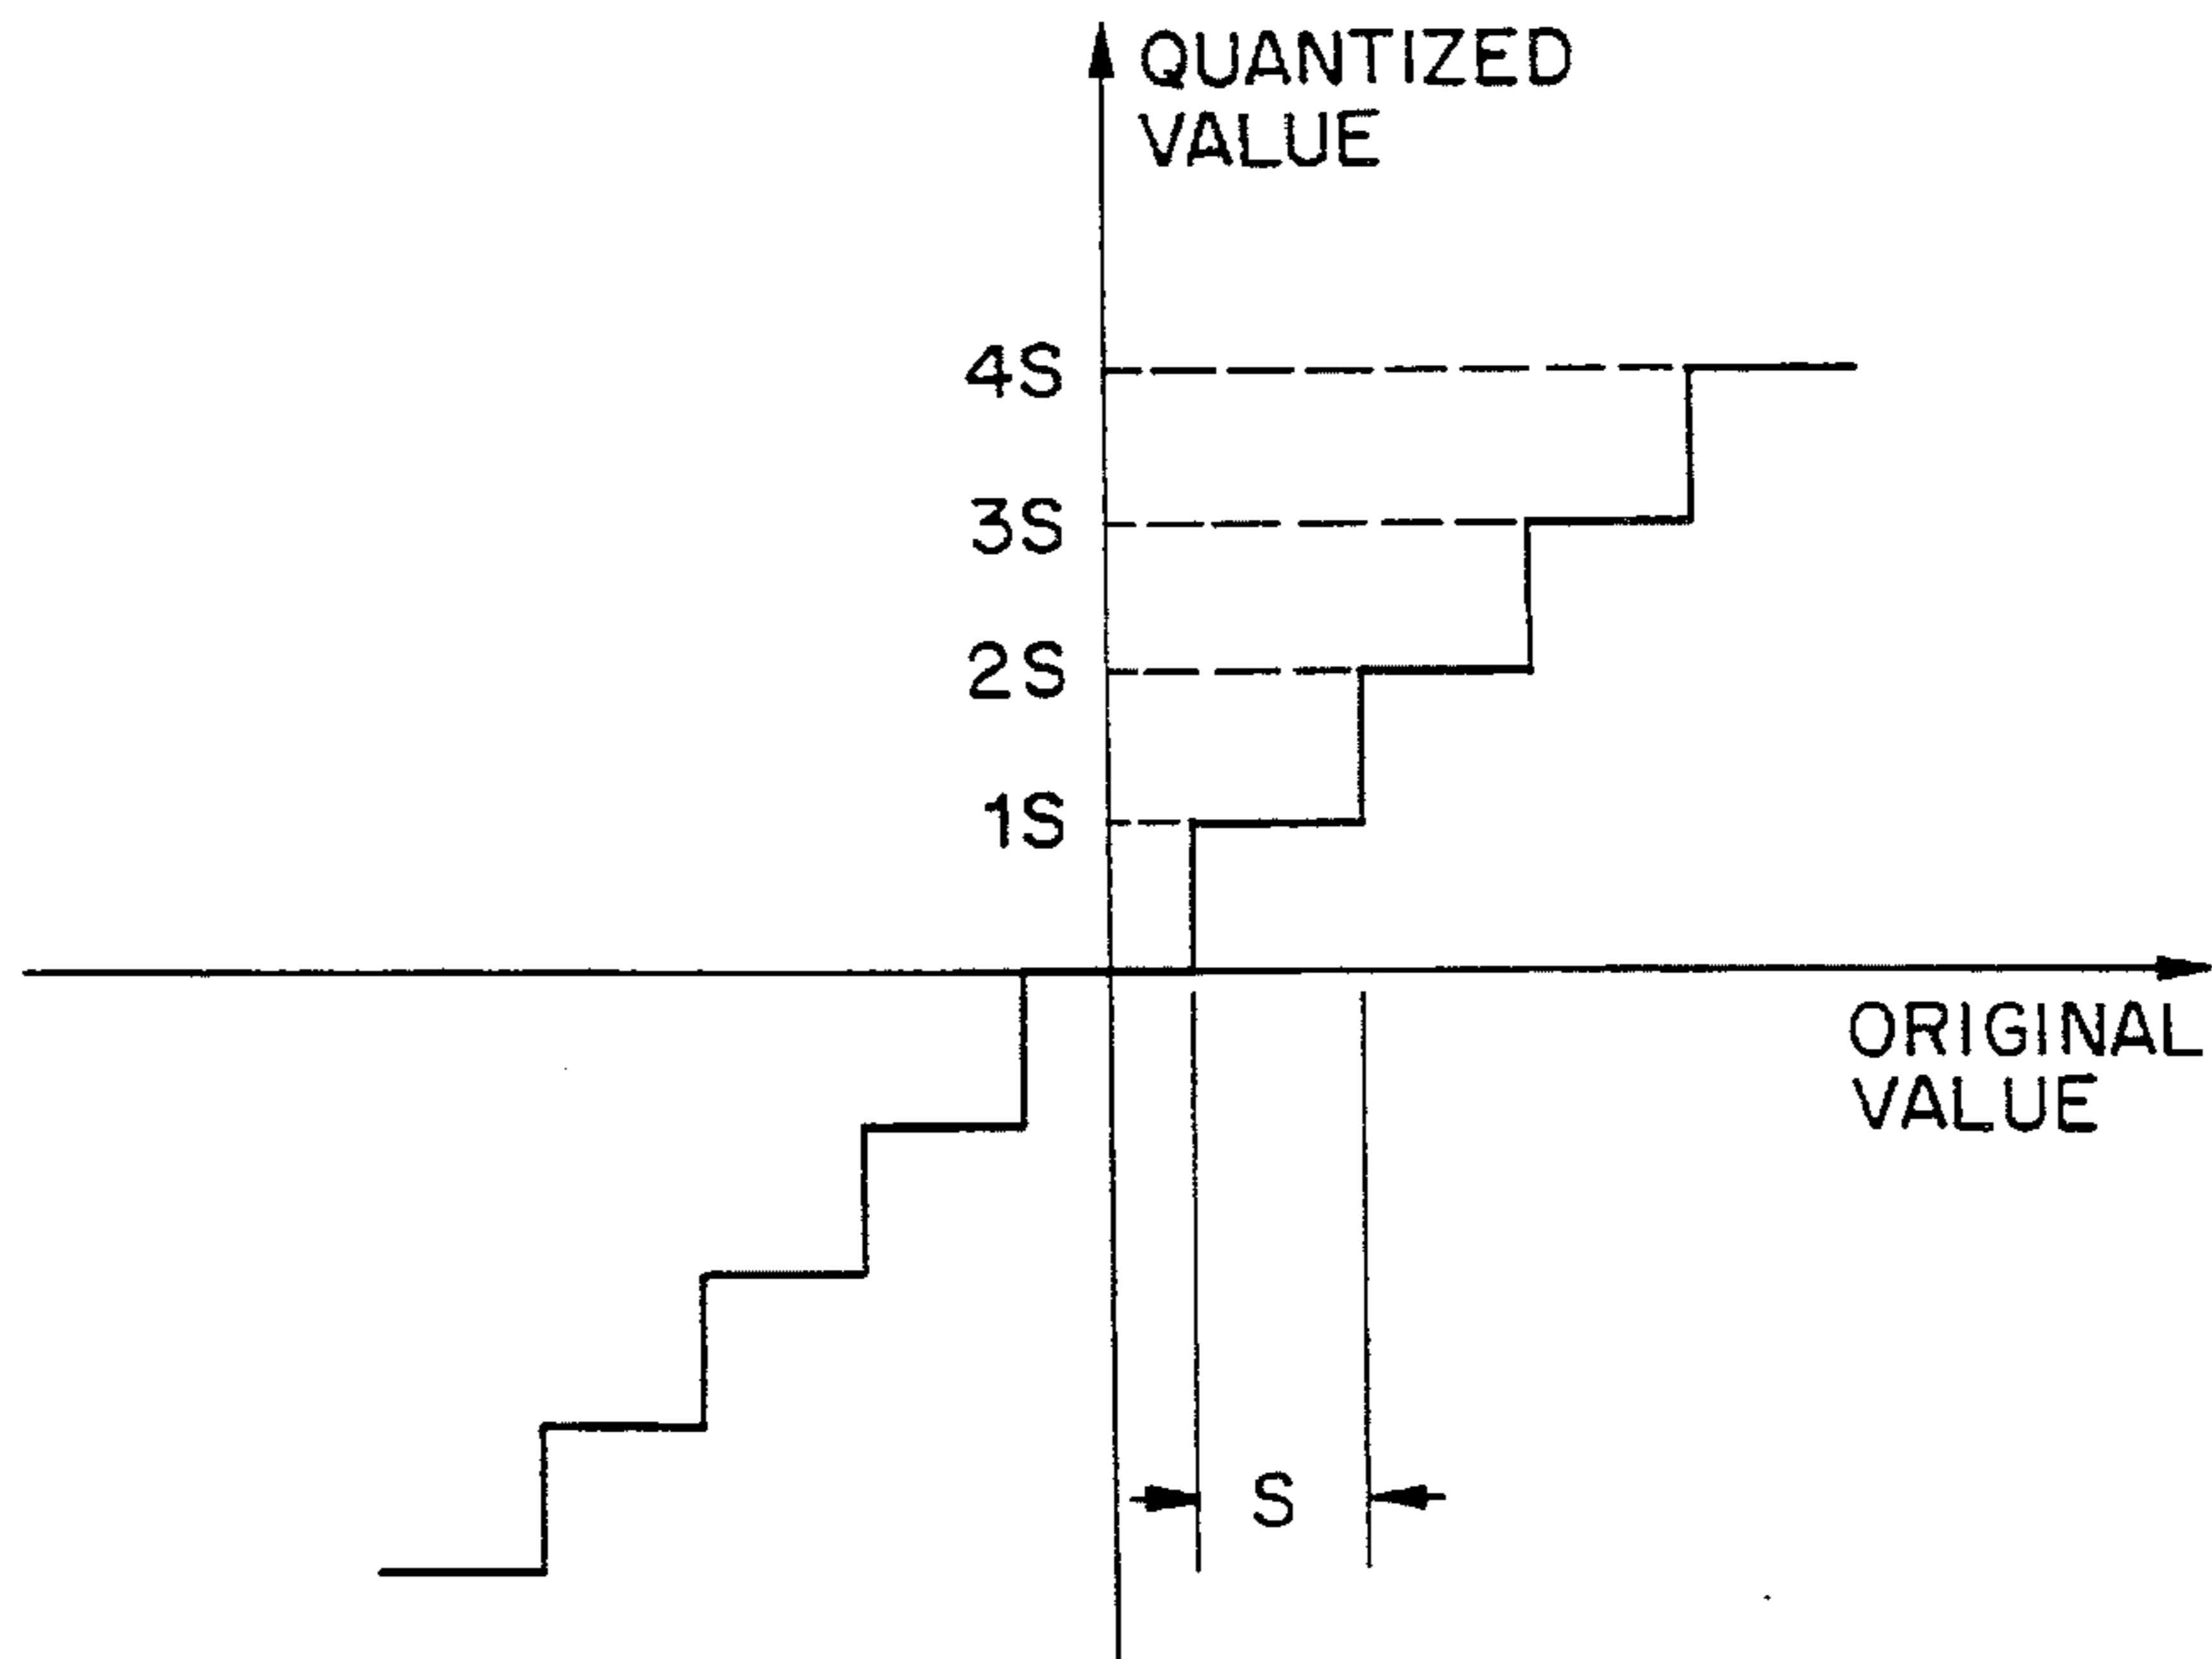 QUANTIZED
VALUE
4S
3S
2S
1S
ORIGINAL
VALUE
S